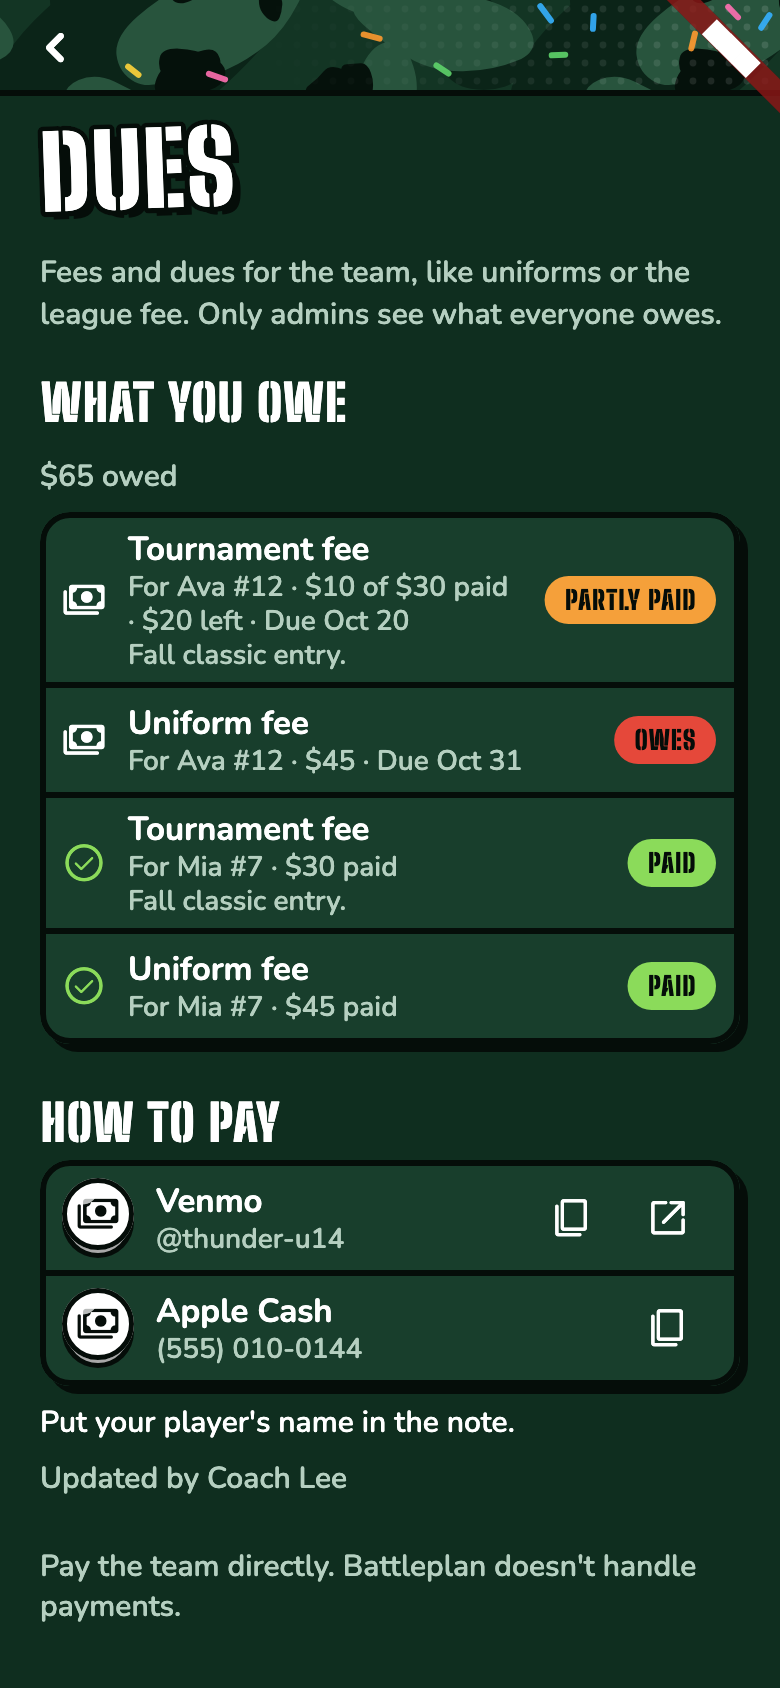 DUES
Fees and dues for the team, like uniforms or the
league fee. Only admins see what everyone owes.
WHAT YOU OWE
$65 owed
Tournament fee
For Ava #12 · $10 of $30 paid
· $20 left · Due Oct 20
Fall classic entry.
PARTLY PAID
Uniform fee
For Ava #12 · $45 · Due Oct 31
OWES
Tournament fee
For Mia #7 · $30 paid
Fall classic entry.
PAID
Uniform fee
For Mia #7 · $45 paid
PAID
HOW TO PAY
Venmo
@thunder-u14
Apple Cash
(555) 010-0144
Put your player's name in the note.
Updated by Coach Lee
Pay the team directly. Battleplan doesn't handle
payments.